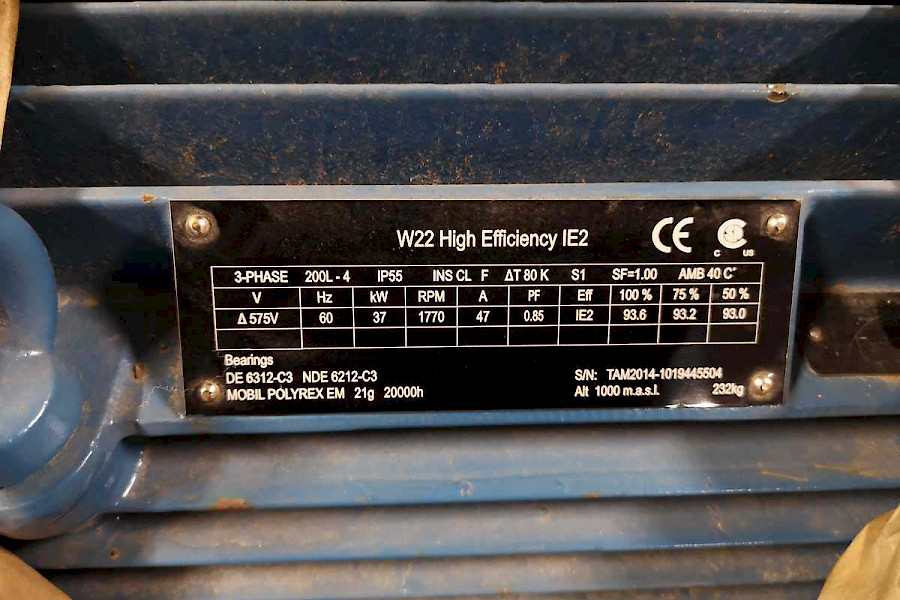 W22 High Efficiency IE2
CE
C US
3-PHASE 200L - 4 IP55 INS CL F ΔT 80 K S1 SF=1.00 AMB 40 C°
V Hz kW RPM A PF Eff 100 % 75 % 50 %
Δ 575V 60 37 1770 47 0.85 IE2 93.6 93.2 93.0
Bearings
DE 6312-C3 NDE 6212-C3
MOBIL POLYREX EM 21g 20000h
S/N: TAM2014-1019445504
Alt 1000 m.a.s.l. 232kg